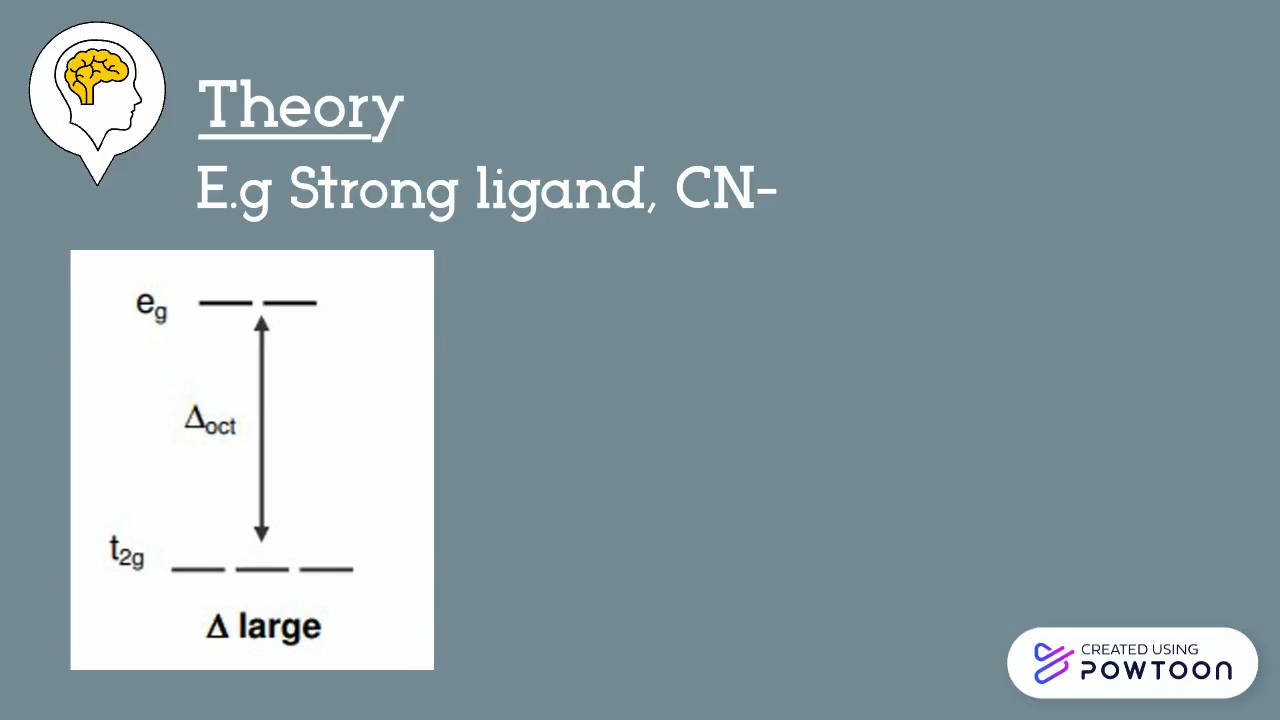 Theory
E.g Strong ligand, CN-
eg
Δoct
t2g
Δ large
CREATED USING
POWTOON